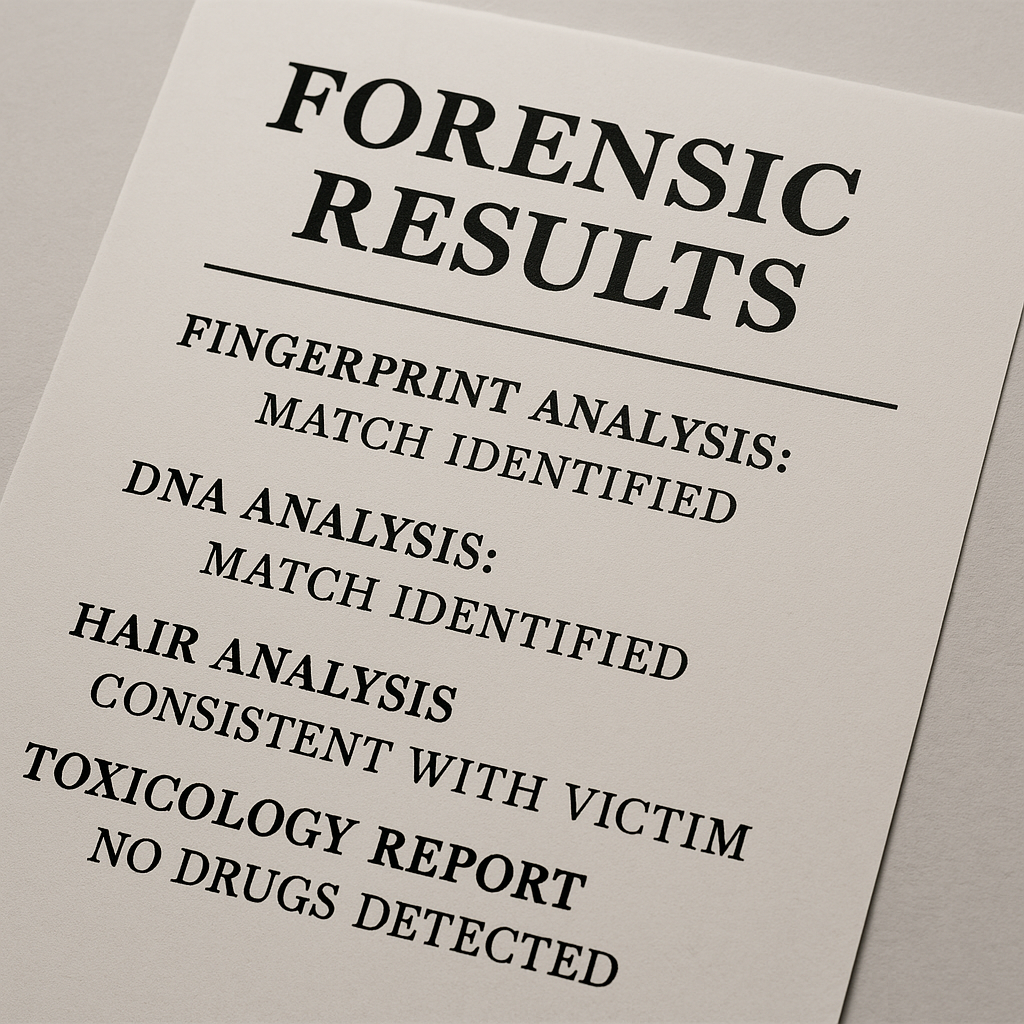 FORENSIC
RESULTS
FINGERPRINT ANALYSIS:
MATCH IDENTIFIED
DNA ANALYSIS:
MATCH IDENTIFIED
HAIR ANALYSIS
CONSISTENT WITH VICTIM
TOXICOLOGY REPORT
NO DRUGS DETECTED